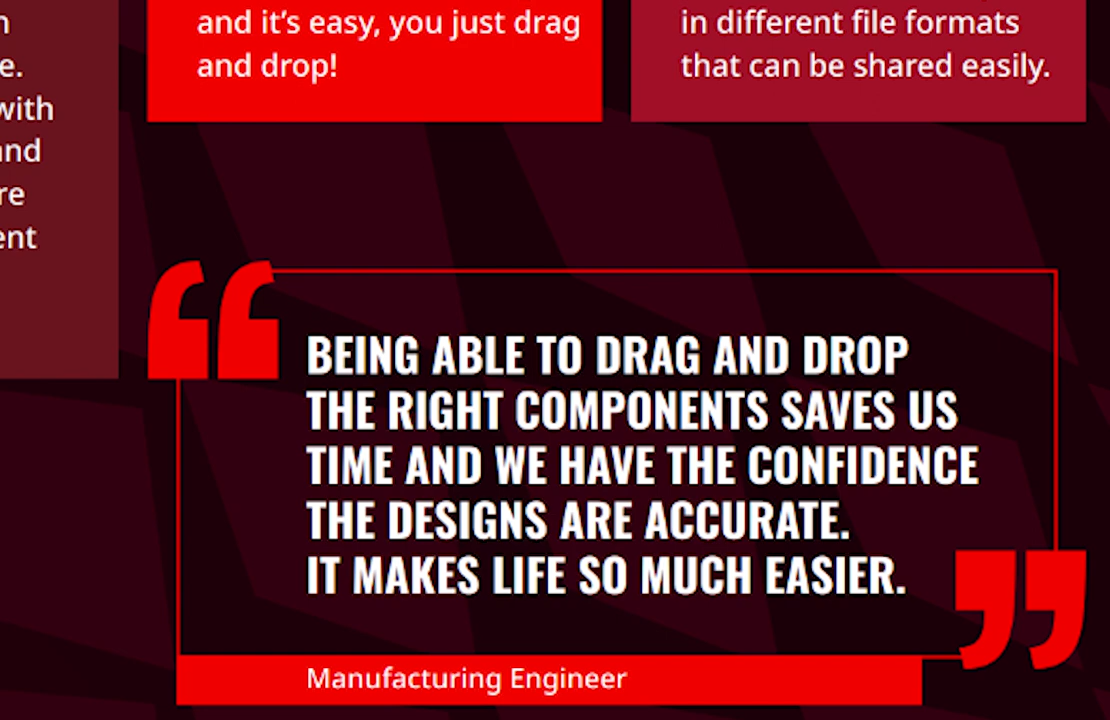 with
and
and it's easy, you just drag
and drop!
in different file formats
that can be shared easily.
BEING ABLE TO DRAG AND DROP
THE RIGHT COMPONENTS SAVES US
TIME AND WE HAVE THE CONFIDENCE
THE DESIGNS ARE ACCURATE.
IT MAKES LIFE SO MUCH EASIER.
Manufacturing Engineer